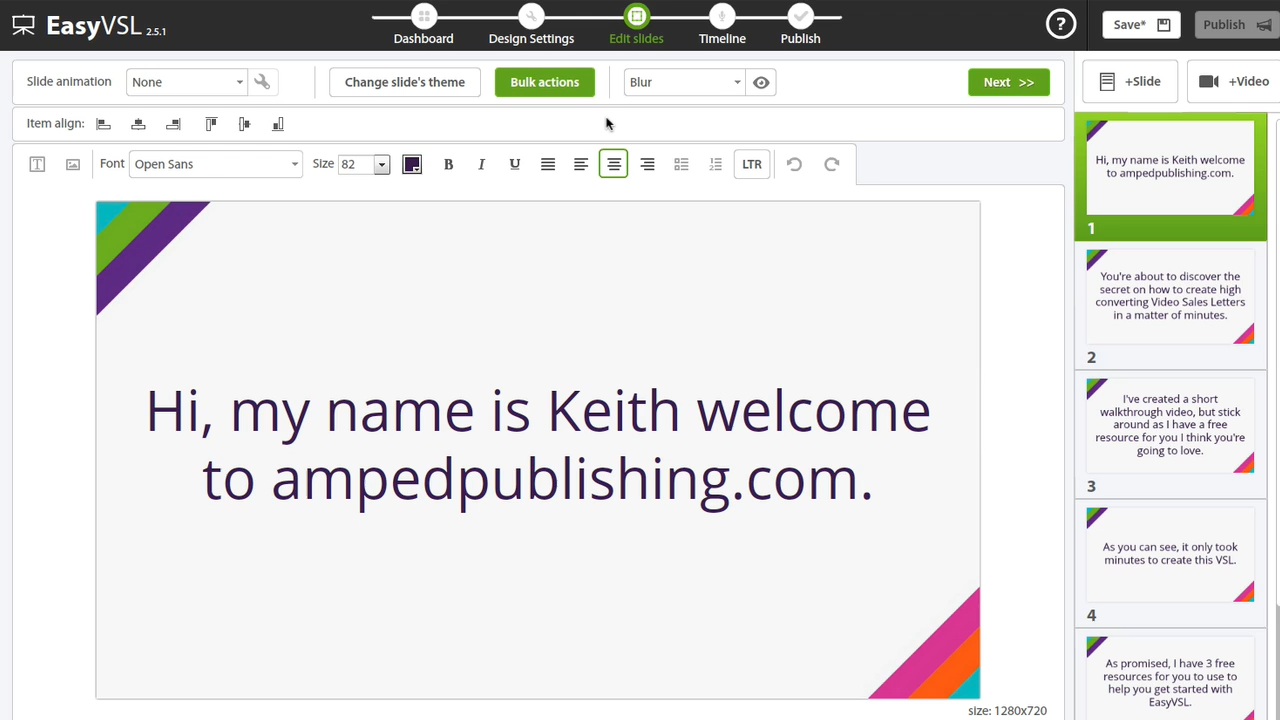 EasyVSL 2.5.1
Dashboard
Design Settings
Edit slides
Timeline
Publish
?
Save*
Publish
Slide animation
None
Change slide's theme
Bulk actions
Blur
Next >>
+Slide
+Video
Item align:
Font
Open Sans
Size
82
B
I
U
LTR
Hi, my name is Keith welcome
to ampedpublishing.com.
size: 1280x720
Hi, my name is Keith welcome
to ampedpublishing.com.
1
You're about to discover the
secret on how to create high
converting Video Sales Letters
in a matter of minutes.
2
I've created a short
walkthrough video, but stick
around as I have a free
resource for you I think you're
going to love.
3
As you can see, it only took
minutes to create this VSL.
4
As promised, I have 3 free
resources for you to use to
help you get started with
EasyVSL.